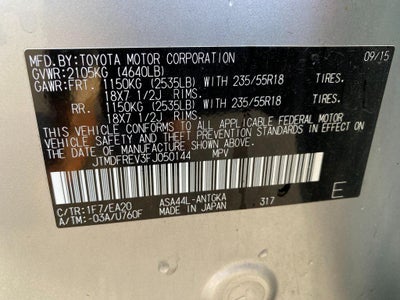 MFD.BY:TOYOTA MOTOR CORPORATION 09/15
GVWR:2105KG (4640LB)
GAWR:FRT. 1150KG (2535LB) WITH 235/55R18 TIRES.
18X7 1/2J RIMS.
RR. 1150KG (2535LB) WITH 235/55R18 TIRES.
18X7 1/2J RIMS.
THIS VEHICLE CONFORMS TO ALL APPLICABLE FEDERAL MOTOR
VEHICLE SAFETY AND THEFT PREVENTION STANDARDS IN
EFFECT ON THE DATE OF MANUFACTURE SHOWN ABOVE.
JTMDFREV3FJ050144 MPV
C/TR:1F7/EA20 ASA44L-ANTGKA 317 E
A/TM:-03A/U760F MADE IN JAPAN